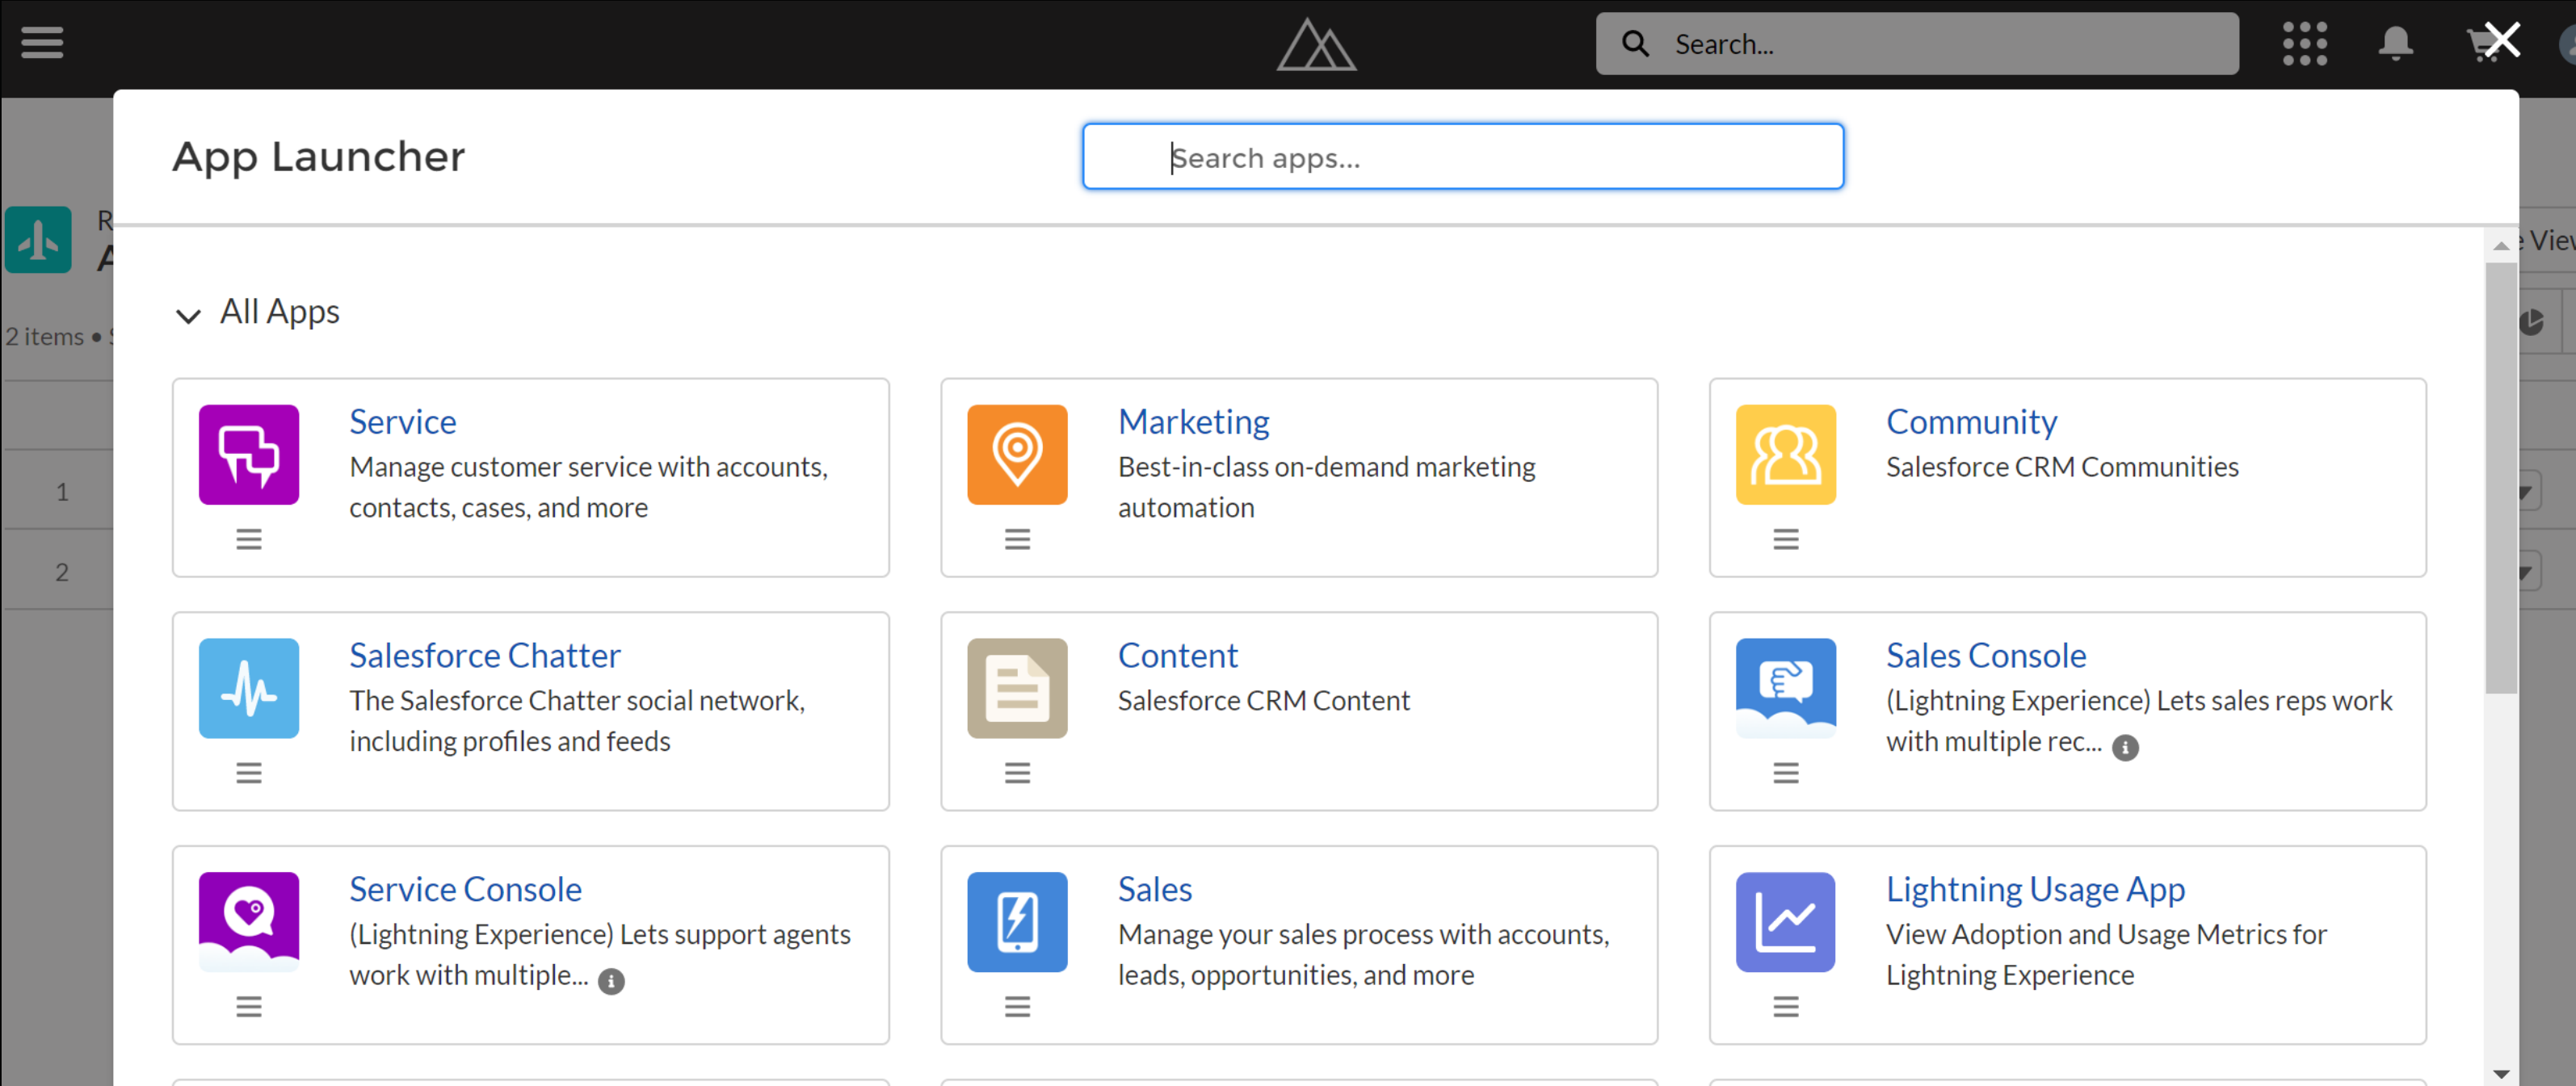 Search...
App Launcher
Search apps...
All Apps
2 items •
1
2
Service
Manage customer service with accounts,
contacts, cases, and more
Marketing
Best-in-class on-demand marketing
automation
Community
Salesforce CRM Communities
Salesforce Chatter
The Salesforce Chatter social network,
including profiles and feeds
Content
Salesforce CRM Content
Sales Console
(Lightning Experience) Lets sales reps work
with multiple rec...
Service Console
(Lightning Experience) Lets support agents
work with multiple...
Sales
Manage your sales process with accounts,
leads, opportunities, and more
Lightning Usage App
View Adoption and Usage Metrics for
Lightning Experience